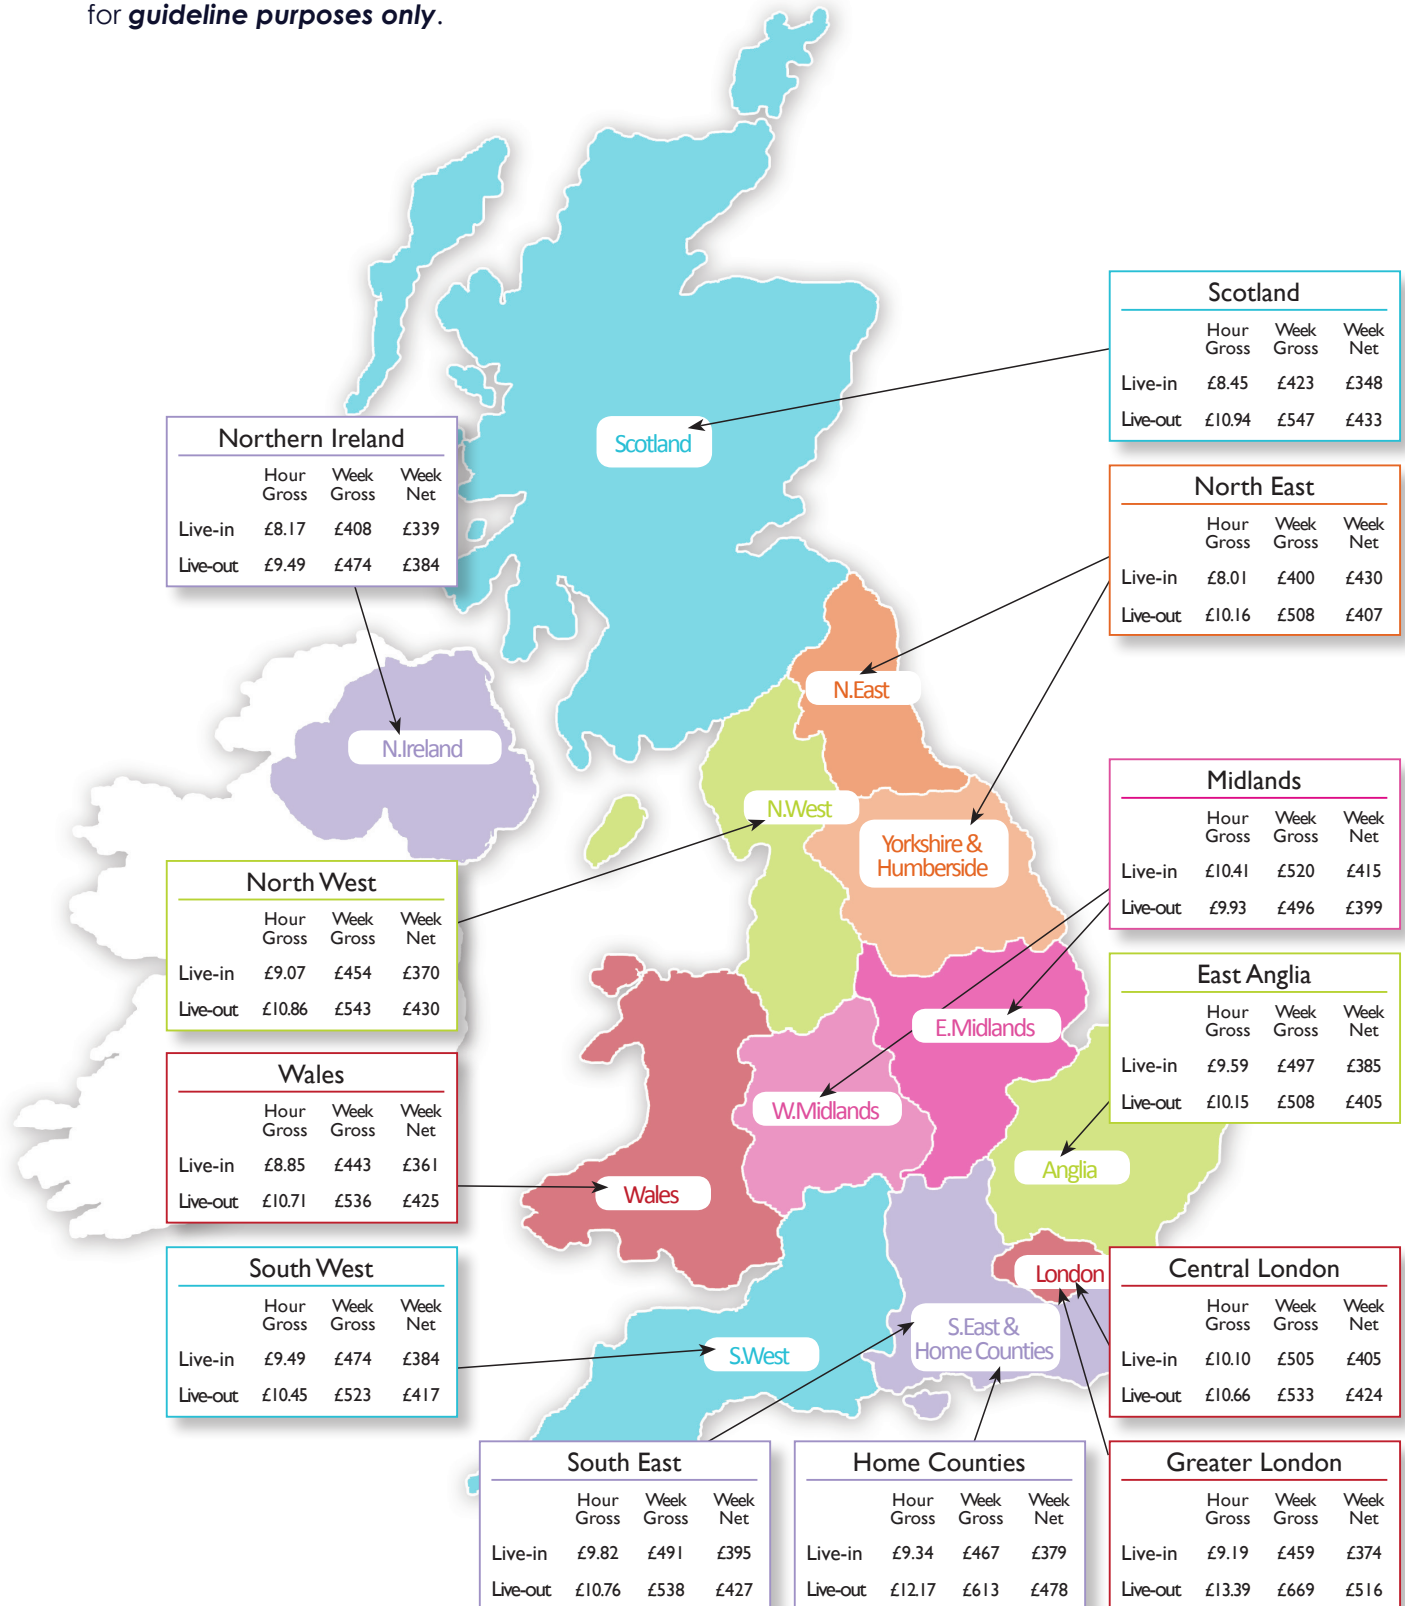 for guideline purposes only.
Scotland
Hour Gross Week Gross Week Net
Live-in £8.45 £423 £348
Live-out £10.94 £547 £433
Northern Ireland
Hour Gross Week Gross Week Net
Live-in £8.17 £408 £339
Live-out £9.49 £474 £384
Scotland
North East
Hour Gross Week Gross Week Net
Live-in £8.01 £400 £430
Live-out £10.16 £508 £407
N.East
N.Ireland
Midlands
Hour Gross Week Gross Week Net
Live-in £10.41 £520 £415
Live-out £9.93 £496 £399
N.West
Yorkshire &
Humberside
North West
Hour Gross Week Gross Week Net
Live-in £9.07 £454 £370
Live-out £10.86 £543 £430
East Anglia
Hour Gross Week Gross Week Net
Live-in £9.59 £497 £385
Live-out £10.15 £508 £405
E.Midlands
Wales
Hour Gross Week Gross Week Net
Live-in £8.85 £443 £361
Live-out £10.71 £536 £425
W.Midlands
Anglia
Wales
South West
Hour Gross Week Gross Week Net
Live-in £9.49 £474 £384
Live-out £10.45 £523 £417
London
Central London
Hour Gross Week Gross Week Net
Live-in £10.10 £505 £405
Live-out £10.66 £533 £424
S.East &
Home Counties
S.West
South East
Hour Gross Week Gross Week Net
Live-in £9.82 £491 £395
Live-out £10.76 £538 £427
Home Counties
Hour Gross Week Gross Week Net
Live-in £9.34 £467 £379
Live-out £12.17 £613 £478
Greater London
Hour Gross Week Gross Week Net
Live-in £9.19 £459 £374
Live-out £13.39 £669 £516